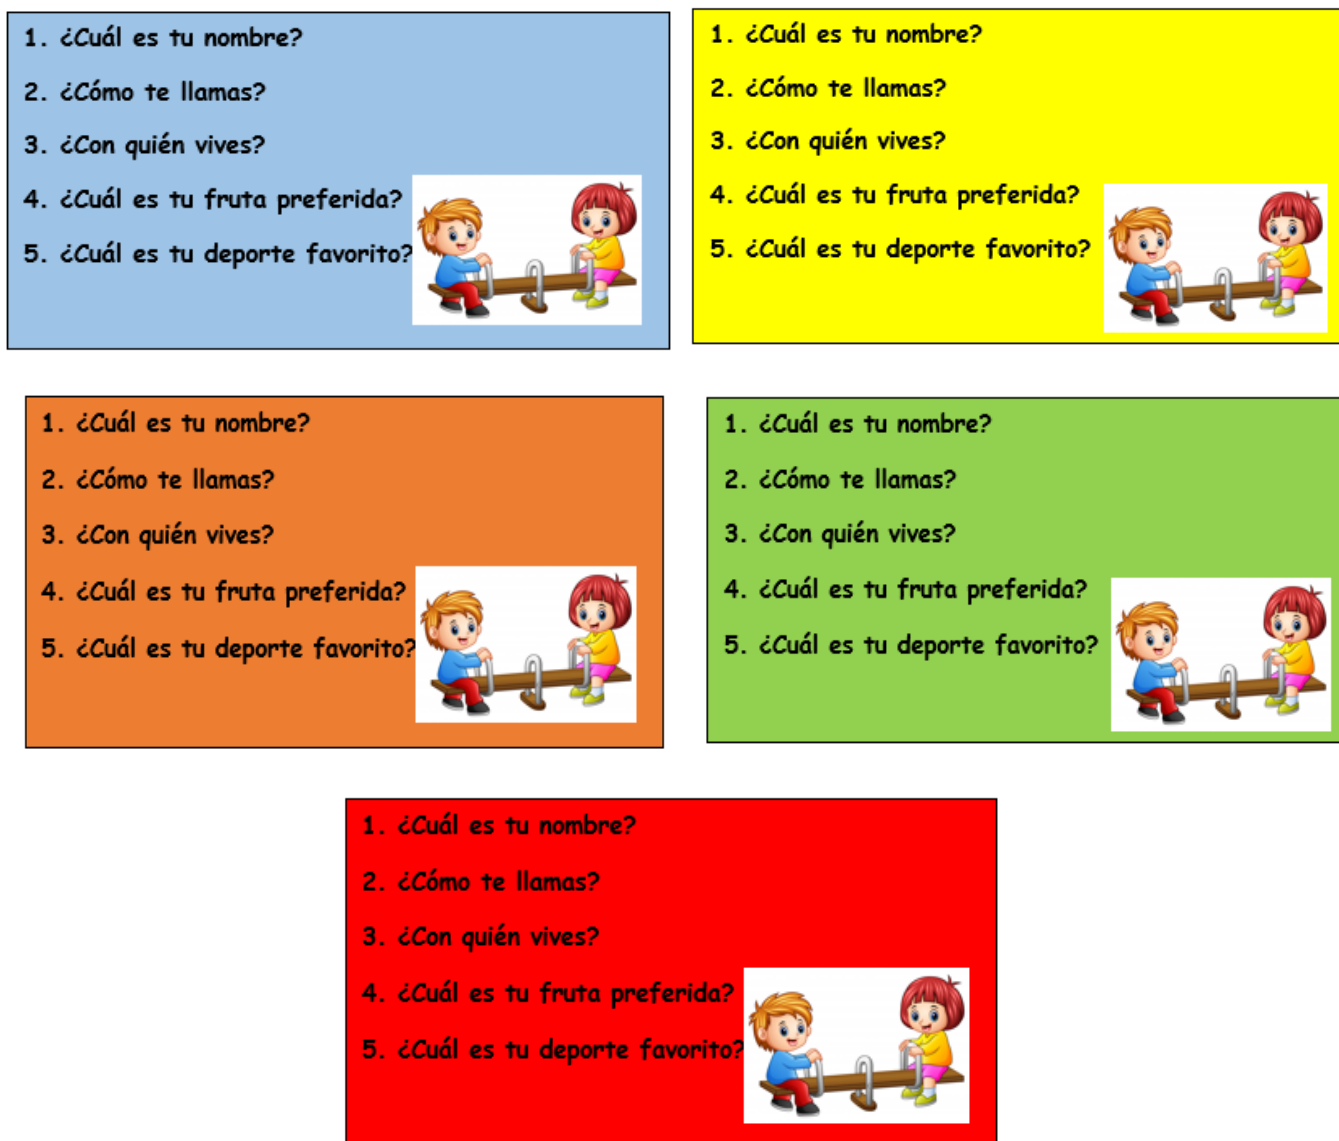 1. ¿Cuál es tu nombre?
2. ¿Cómo te llamas?
3. ¿Con quién vives?
4. ¿Cuál es tu fruta preferida?
5. ¿Cuál es tu deporte favorito?
1. ¿Cuál es tu nombre?
2. ¿Cómo te llamas?
3. ¿Con quién vives?
4. ¿Cuál es tu fruta preferida?
5. ¿Cuál es tu deporte favorito?
1. ¿Cuál es tu nombre?
2. ¿Cómo te llamas?
3. ¿Con quién vives?
4. ¿Cuál es tu fruta preferida?
5. ¿Cuál es tu deporte favorito?
1. ¿Cuál es tu nombre?
2. ¿Cómo te llamas?
3. ¿Con quién vives?
4. ¿Cuál es tu fruta preferida?
5. ¿Cuál es tu deporte favorito?
1. ¿Cuál es tu nombre?
2. ¿Cómo te llamas?
3. ¿Con quién vives?
4. ¿Cuál es tu fruta preferida?
5. ¿Cuál es tu deporte favorito?